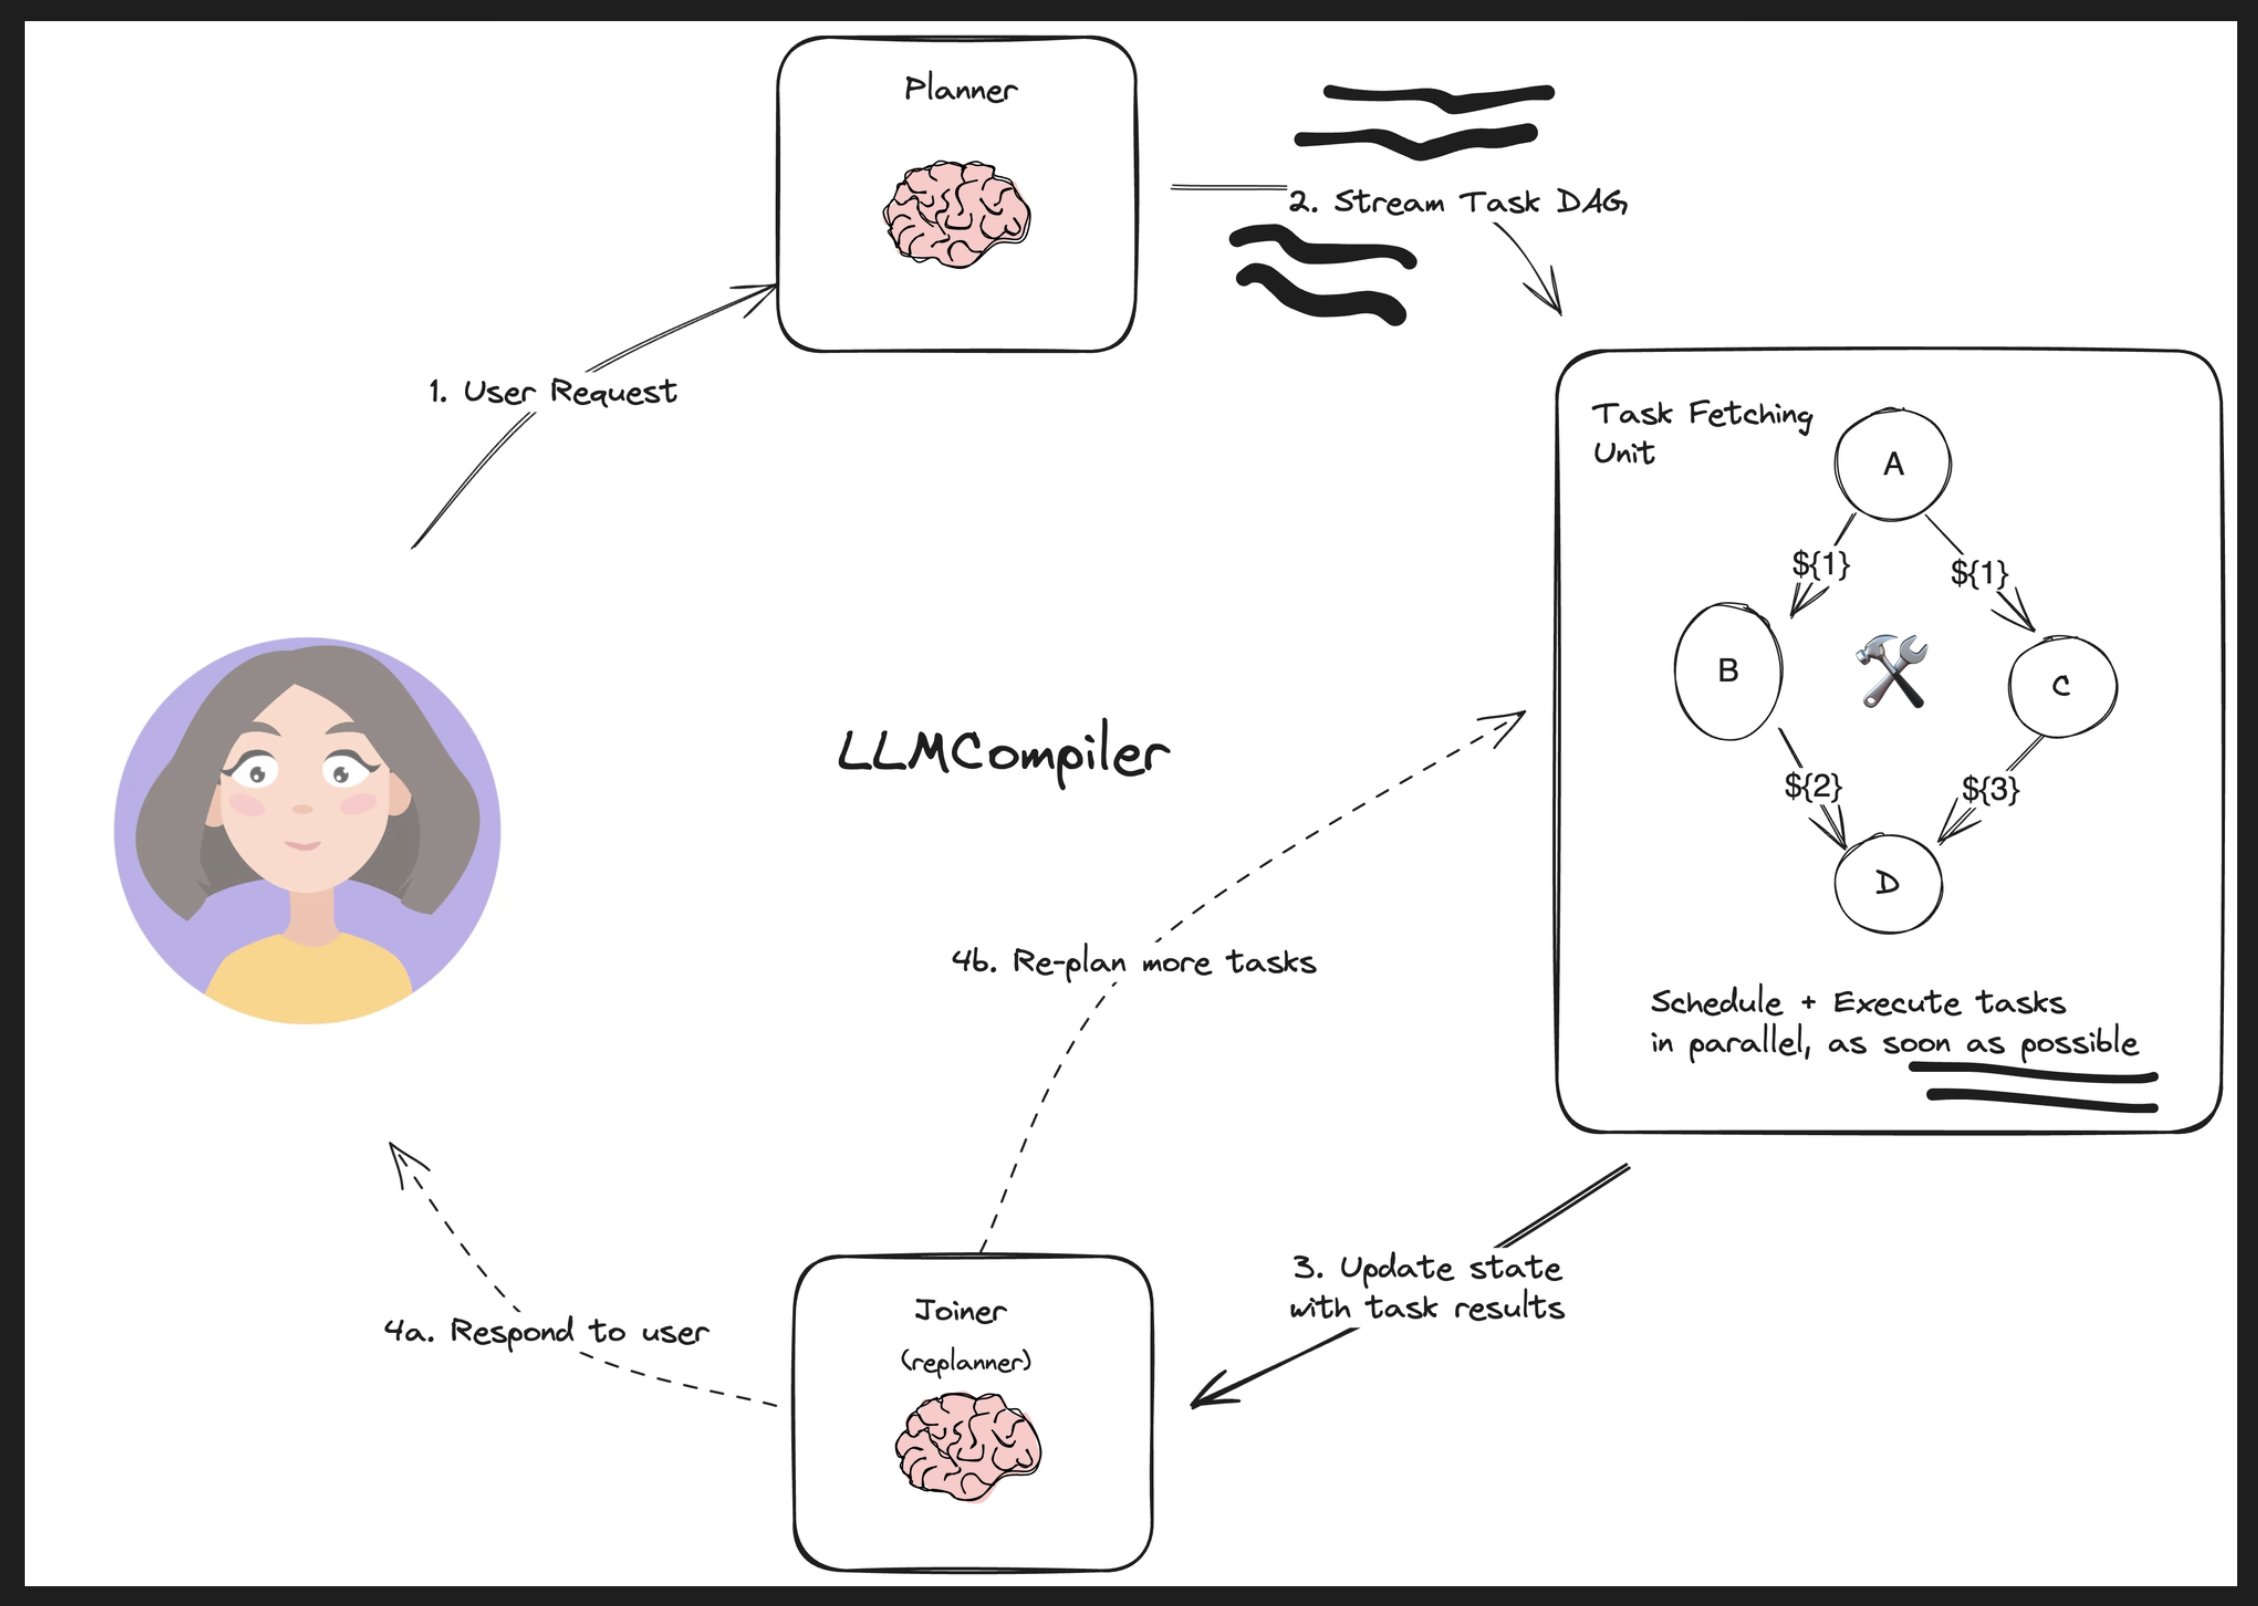 Planner
2. Stream Task DAG
1. User Request
Task Fetching
Unit
A
${1}
${1}
B
C
LLMCompiler
${2}
${3}
D
4b. Re-plan more tasks
Schedule + Execute tasks
in parallel, as soon as possible
3. Update state
with task results
Joiner
(replanner)
4a. Respond to user